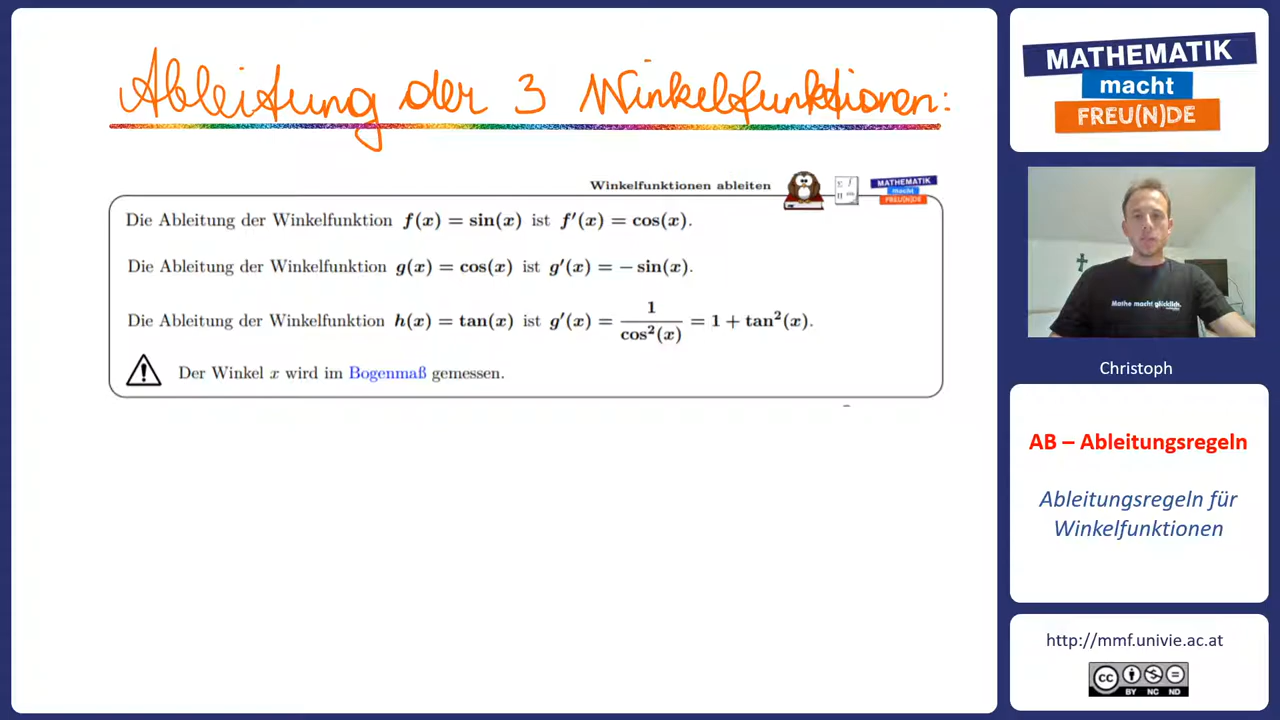 Ableitung der 3 Winkelfunktionen:
Winkelfunktionen ableiten
MATHEMATIK
macht
FREU(N)DE
Die Ableitung der Winkelfunktion f(x) = sin(x) ist f′(x) = cos(x).
Die Ableitung der Winkelfunktion g(x) = cos(x) ist g′(x) = − sin(x).
Die Ableitung der Winkelfunktion h(x) = tan(x) ist g′(x) = 1/cos²(x) = 1 + tan²(x).
Der Winkel x wird im Bogenmaß gemessen.
MATHEMATIK
macht
FREU(N)DE
Mathe macht glücklich.
Christoph
AB – Ableitungsregeln
Ableitungsregeln für
Winkelfunktionen
http://mmf.univie.ac.at
cc
BY NC ND